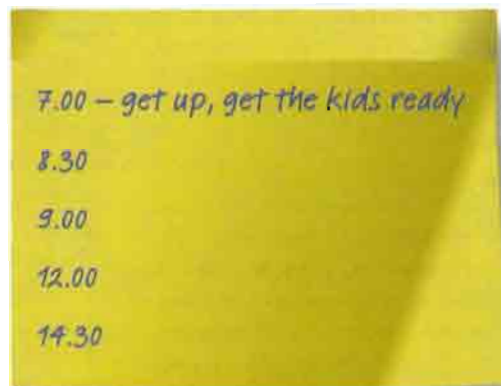 7.00 – get up, get the kids ready
8.30
9.00
12.00
14.30